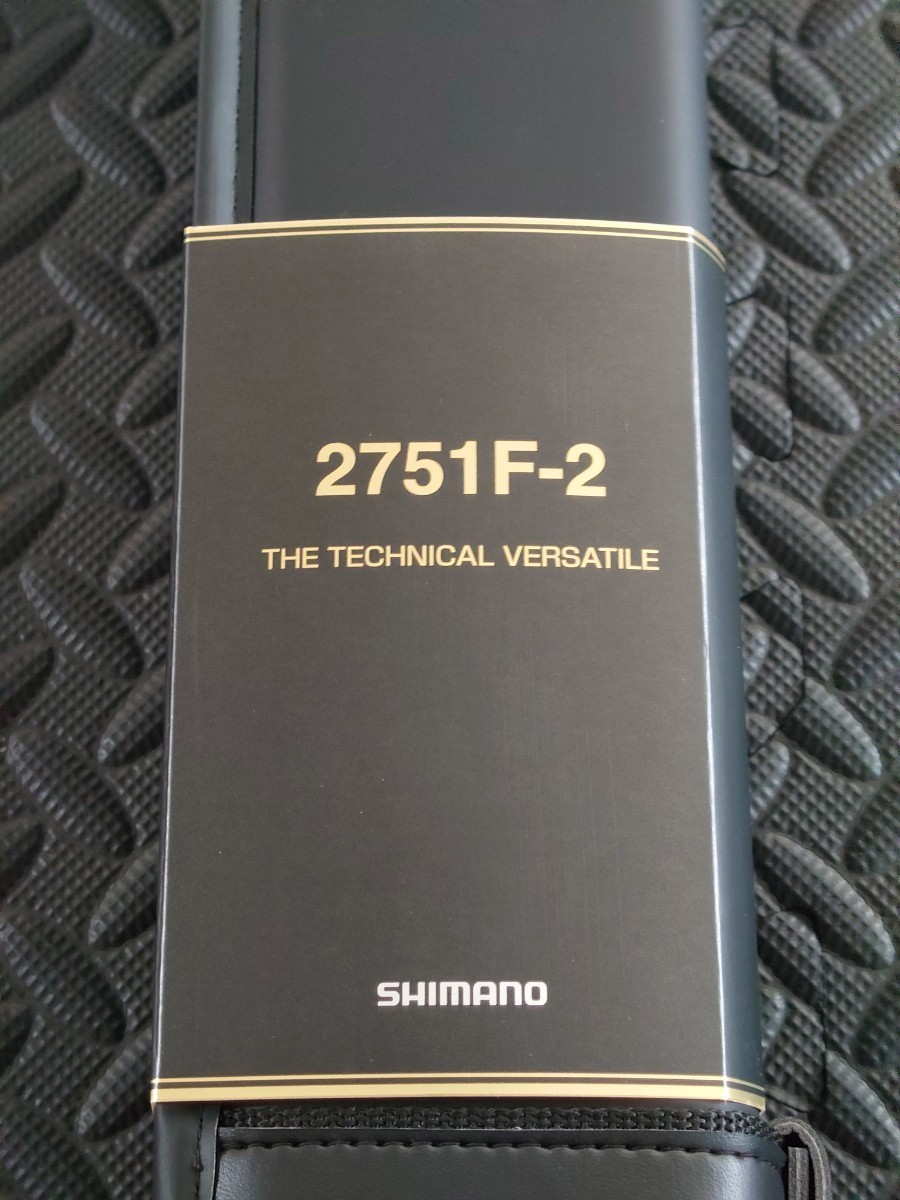 2751F-2
THE TECHNICAL VERSATILE
SHIMANO